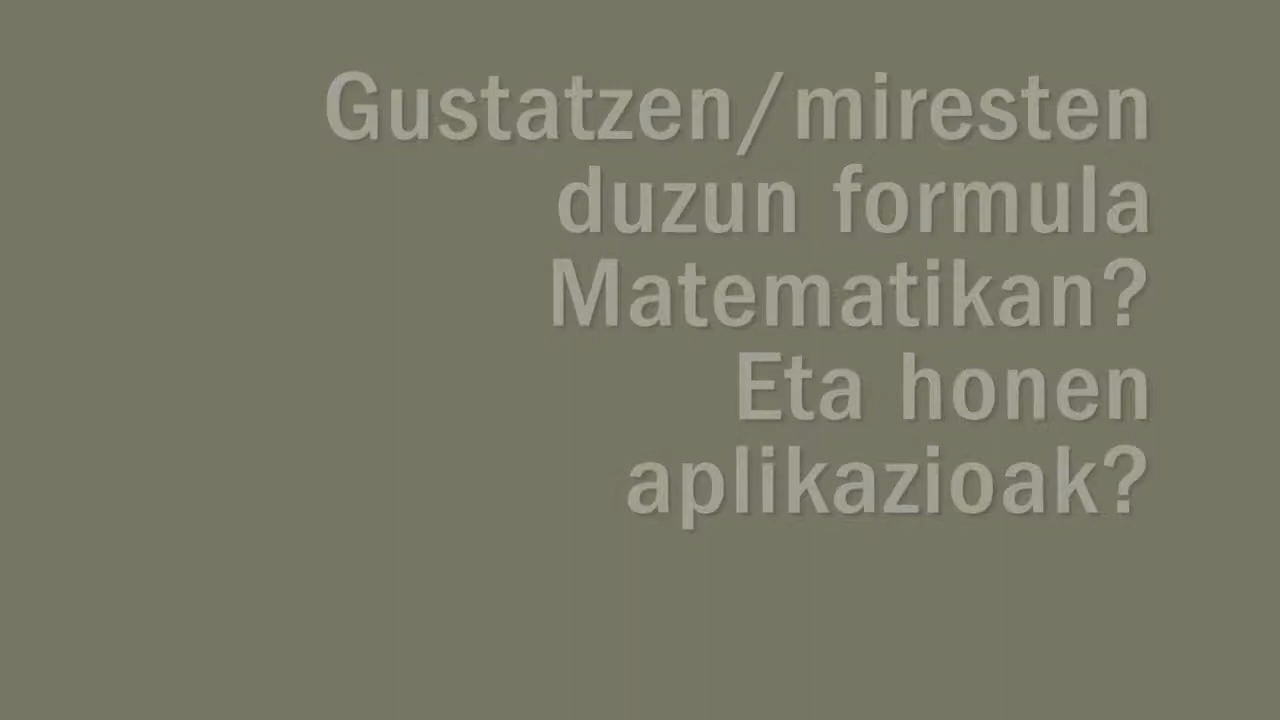 Gustatzen/miresten
duzun formula
Matematikan?
Eta honen
aplikazioak?